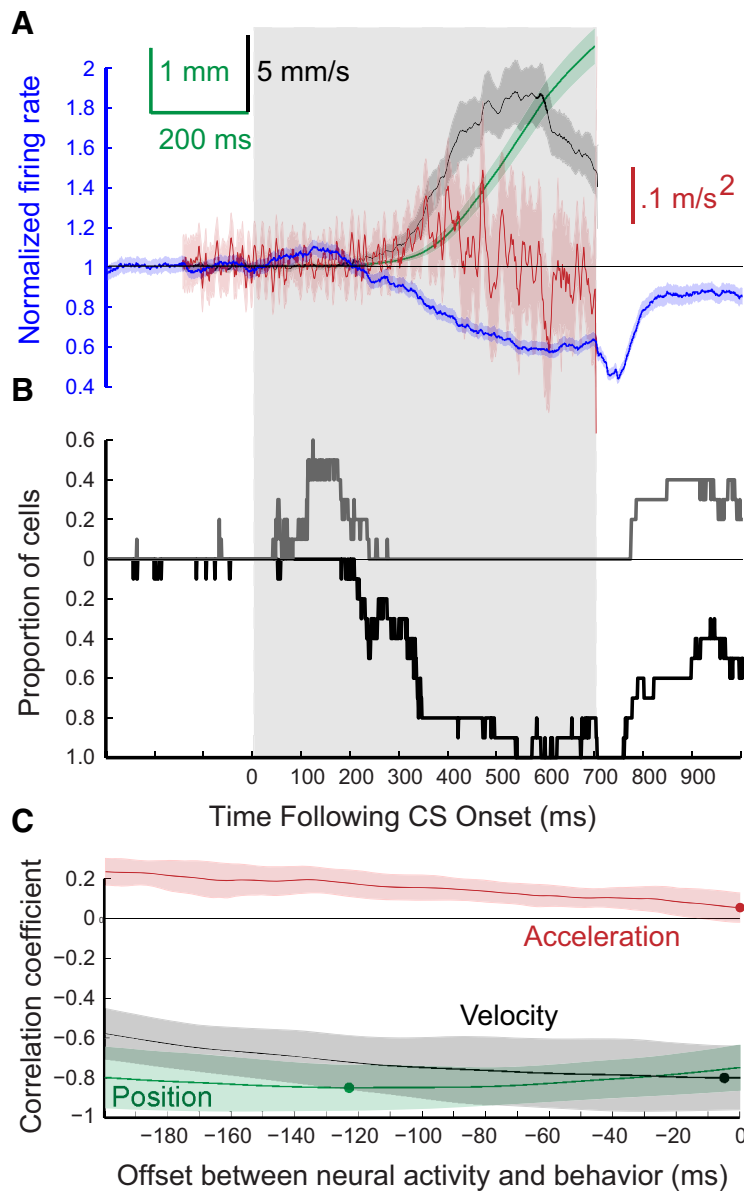 A
Normalized firing rate
2
1.8
1.6
1.4
1.2
1
0.8
0.6
0.4
1 mm
5 mm/s
200 ms
.1 m/s2
B
Proportion of cells
0.6
0.4
0.2
0
0.2
0.4
0.6
0.8
1.0
0 100 200 300 400 500 600 700 800 900
Time Following CS Onset (ms)
C
Correlation coefficient
0.2
0
0
−0.2
−0.4
−0.6
−0.8
−1
Acceleration
Velocity
Position
−180 −160 −140 −120 −100 −80 −60 −40 −20 0
Offset between neural activity and behavior (ms)